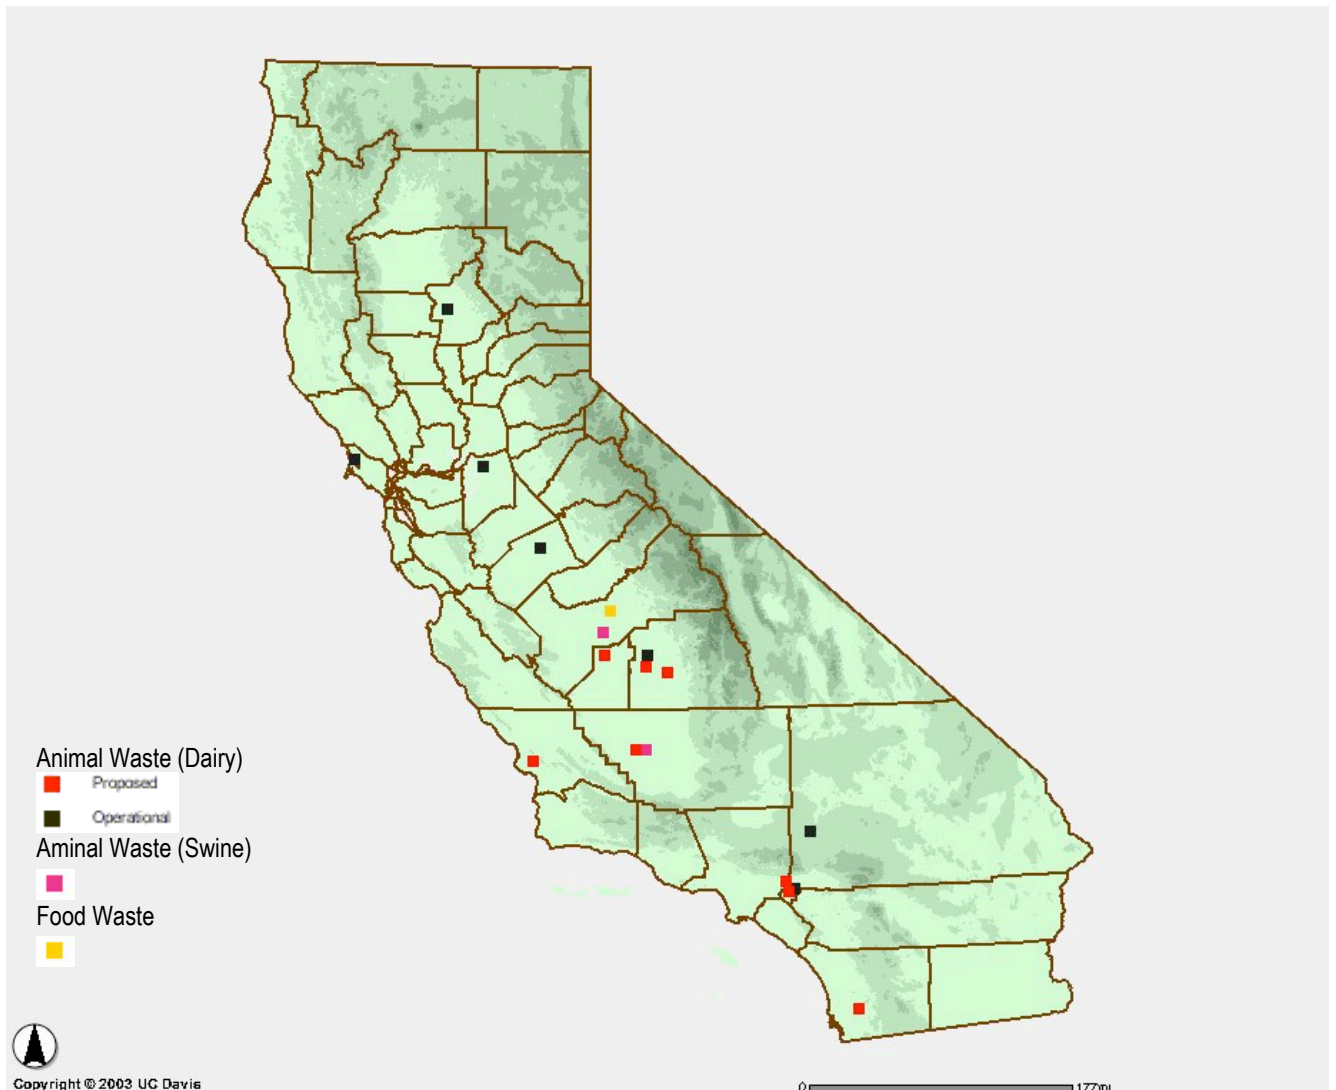 Animal Waste (Dairy)
Proposed
Operational
Aminal Waste (Swine)
Food Waste
Copyright © 2003 UC Davis
0 177mi